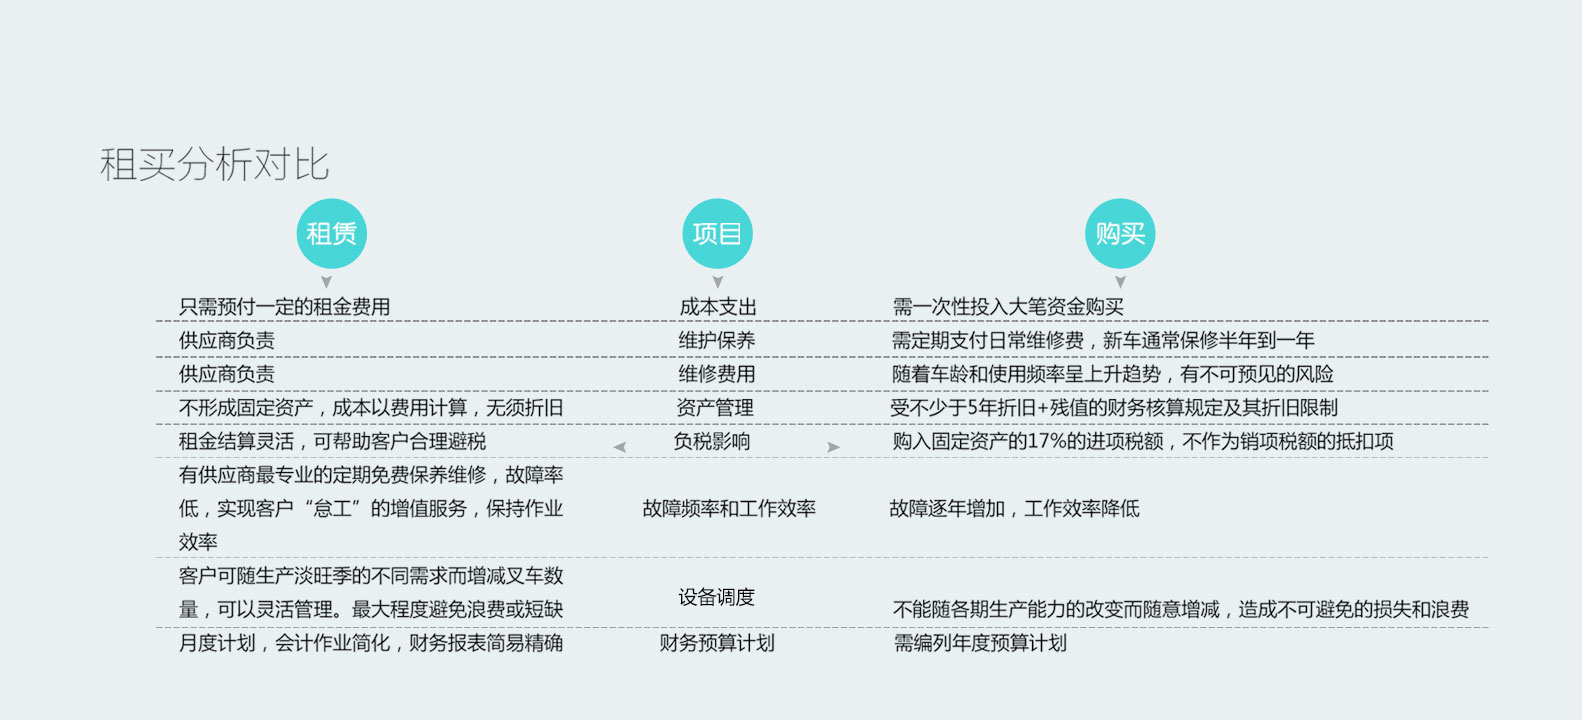 租买分析对比
租赁 项目 购买
只需预付一定的租金费用 成本支出 需一次性投入大笔资金购买
供应商负责 维护保养 需定期支付日常维修费，新车通常保修半年到一年
供应商负责 维修费用 随着车龄和使用频率呈上升趋势，有不可预见的风险
不形成固定资产，成本以费用计算，无须折旧 资产管理 受不少于5年折旧+残值的财务核算规定及其折旧限制
租金结算灵活，可帮助客户合理避税 负税影响 购入固定资产的17%的进项税额，不作为销项税额的抵扣项
有供应商最专业的定期免费保养维修，故障率
低，实现客户“怠工”的增值服务，保持作业 故障频率和工作效率 故障逐年增加，工作效率降低
效率
客户可随生产淡旺季的不同需求而增减叉车数
设备调度
量，可以灵活管理。最大程度避免浪费或短缺 不能随各期生产能力的改变而随意增减，造成不可避免的损失和浪费
月度计划，会计作业简化，财务报表简易精确 财务预算计划 需编列年度预算计划